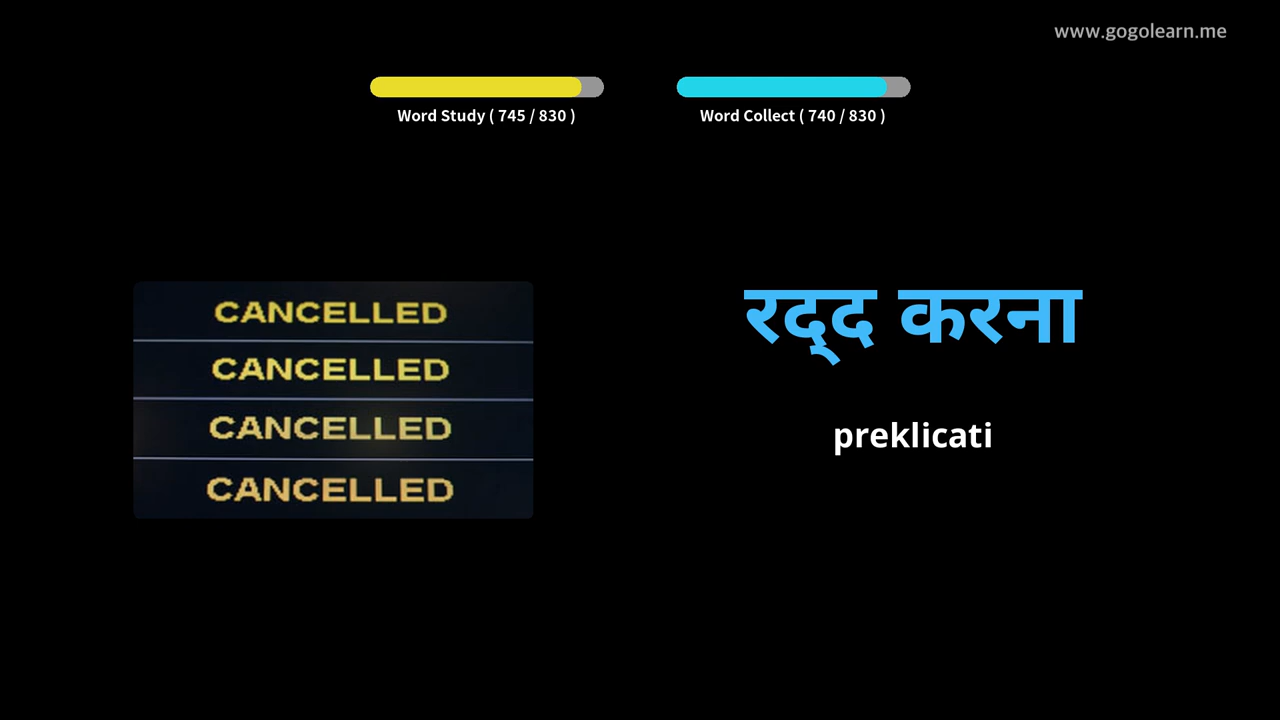 www.gogolearn.me
Word Study ( 745 / 830 )
Word Collect ( 740 / 830 )
CANCELLED
CANCELLED
CANCELLED
CANCELLED
रद्द करना
preklicati